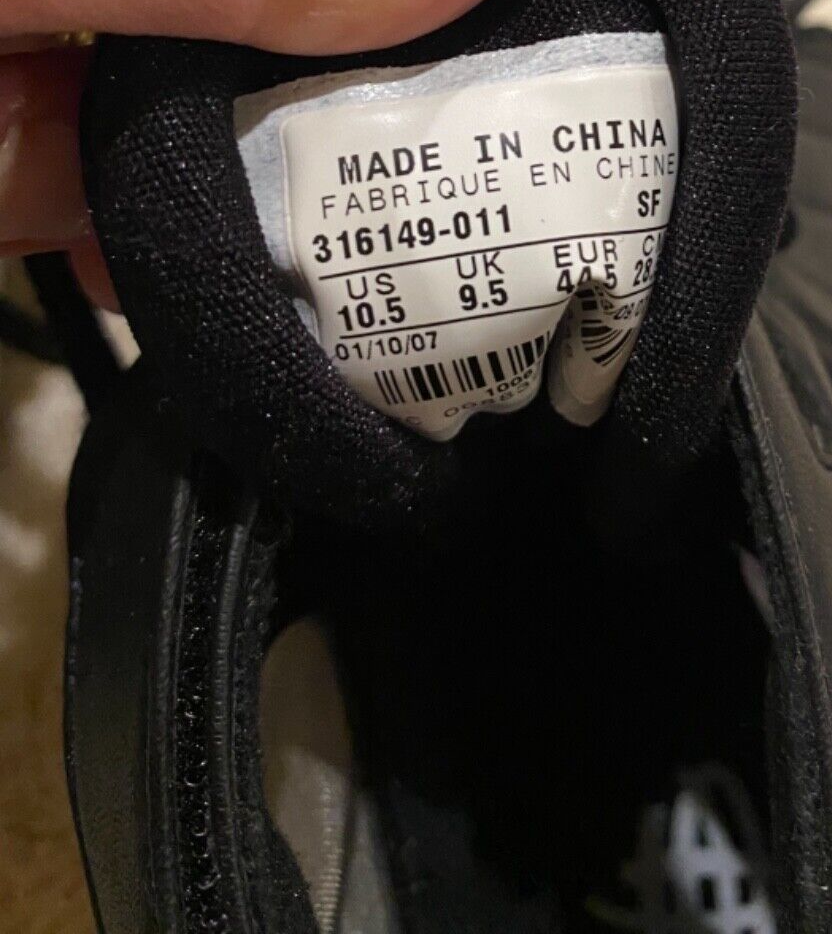 MADE IN CHINA
FABRIQUE EN CHINE
316149-011 SF
US UK EUR
10.5 9.5 44.5
01/10/07